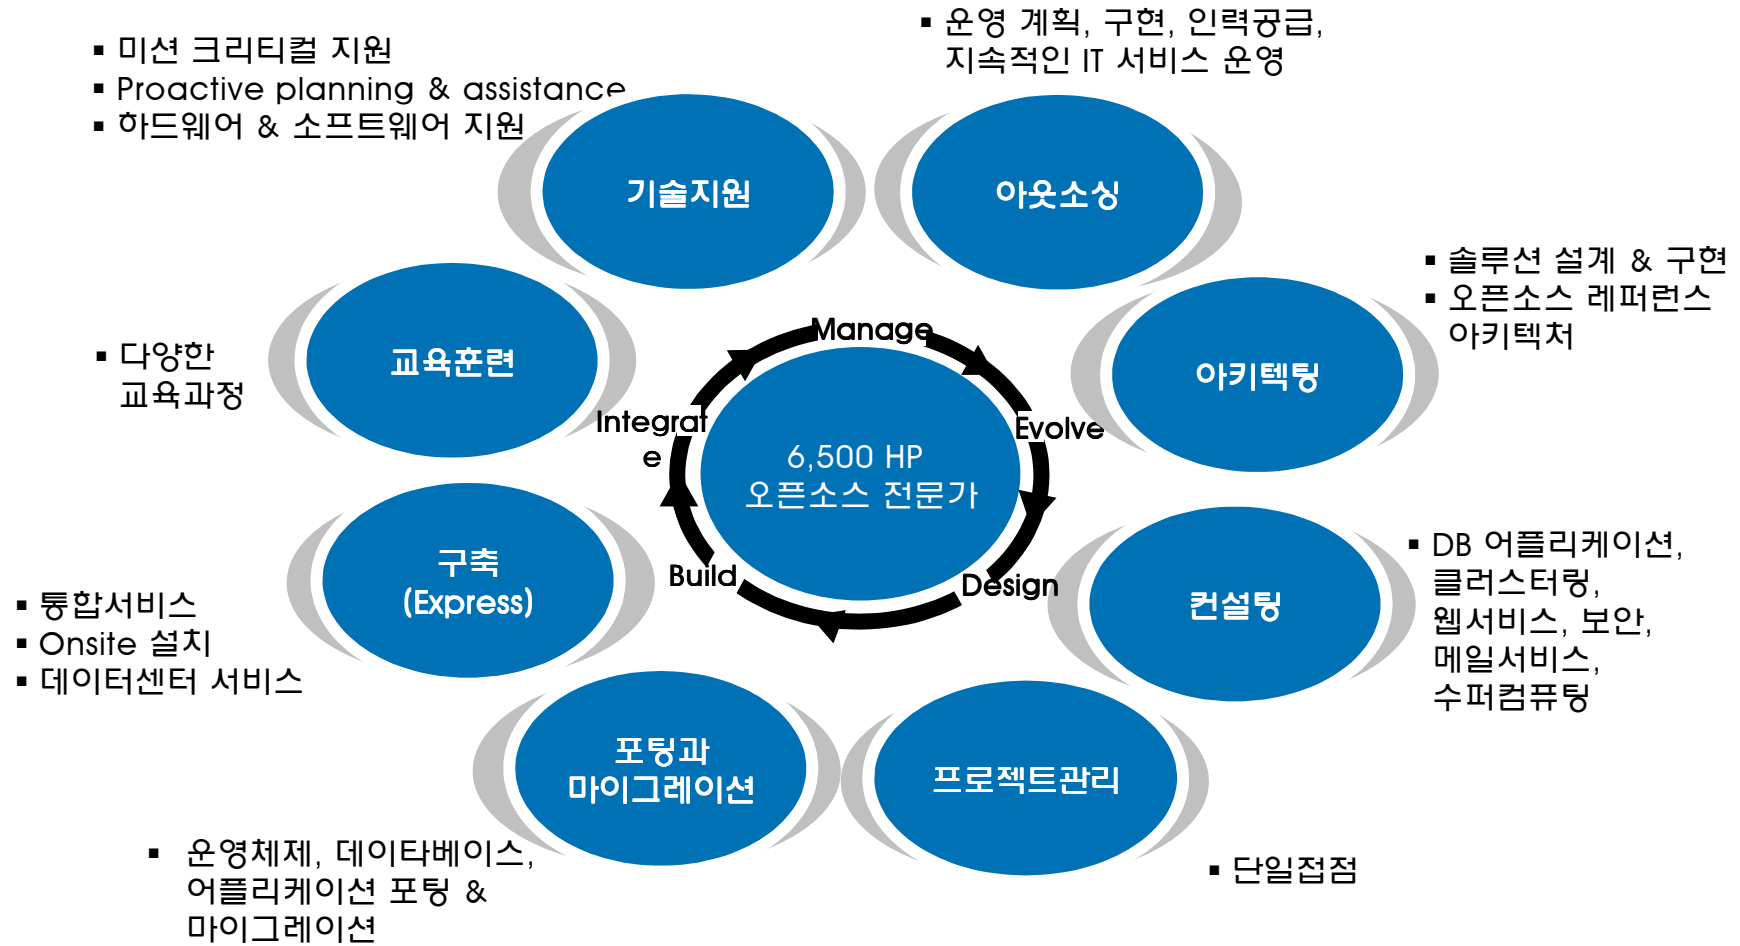 ▪ 운영 계획, 구현, 인력공급,
지속적인 IT 서비스 운영
▪ 미션 크리티컬 지원
▪ Proactive planning & assistance
▪ 하드웨어 & 소프트웨어 지원
기술지원
아웃소싱
▪ 솔루션 설계 & 구현
▪ 오픈소스 레퍼런스
아키텍처
▪ 다양한
교육과정
교육훈련
아키텍팅
Manage
Integrat
e
Evolve
6,500 HP
오픈소스 전문가
Build
Design
구축
(Express)
▪ 통합서비스
▪ Onsite 설치
▪ 데이터센터 서비스
컨설팅
▪ DB 어플리케이션,
클러스터링,
웹서비스, 보안,
메일서비스,
수퍼컴퓨팅
포팅과
마이그레이션
프로젝트관리
▪ 운영체제, 데이타베이스,
어플리케이션 포팅 &
마이그레이션
▪ 단일접점